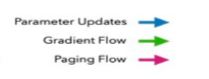 Parameter Updates
Gradient Flow
Paging Flow